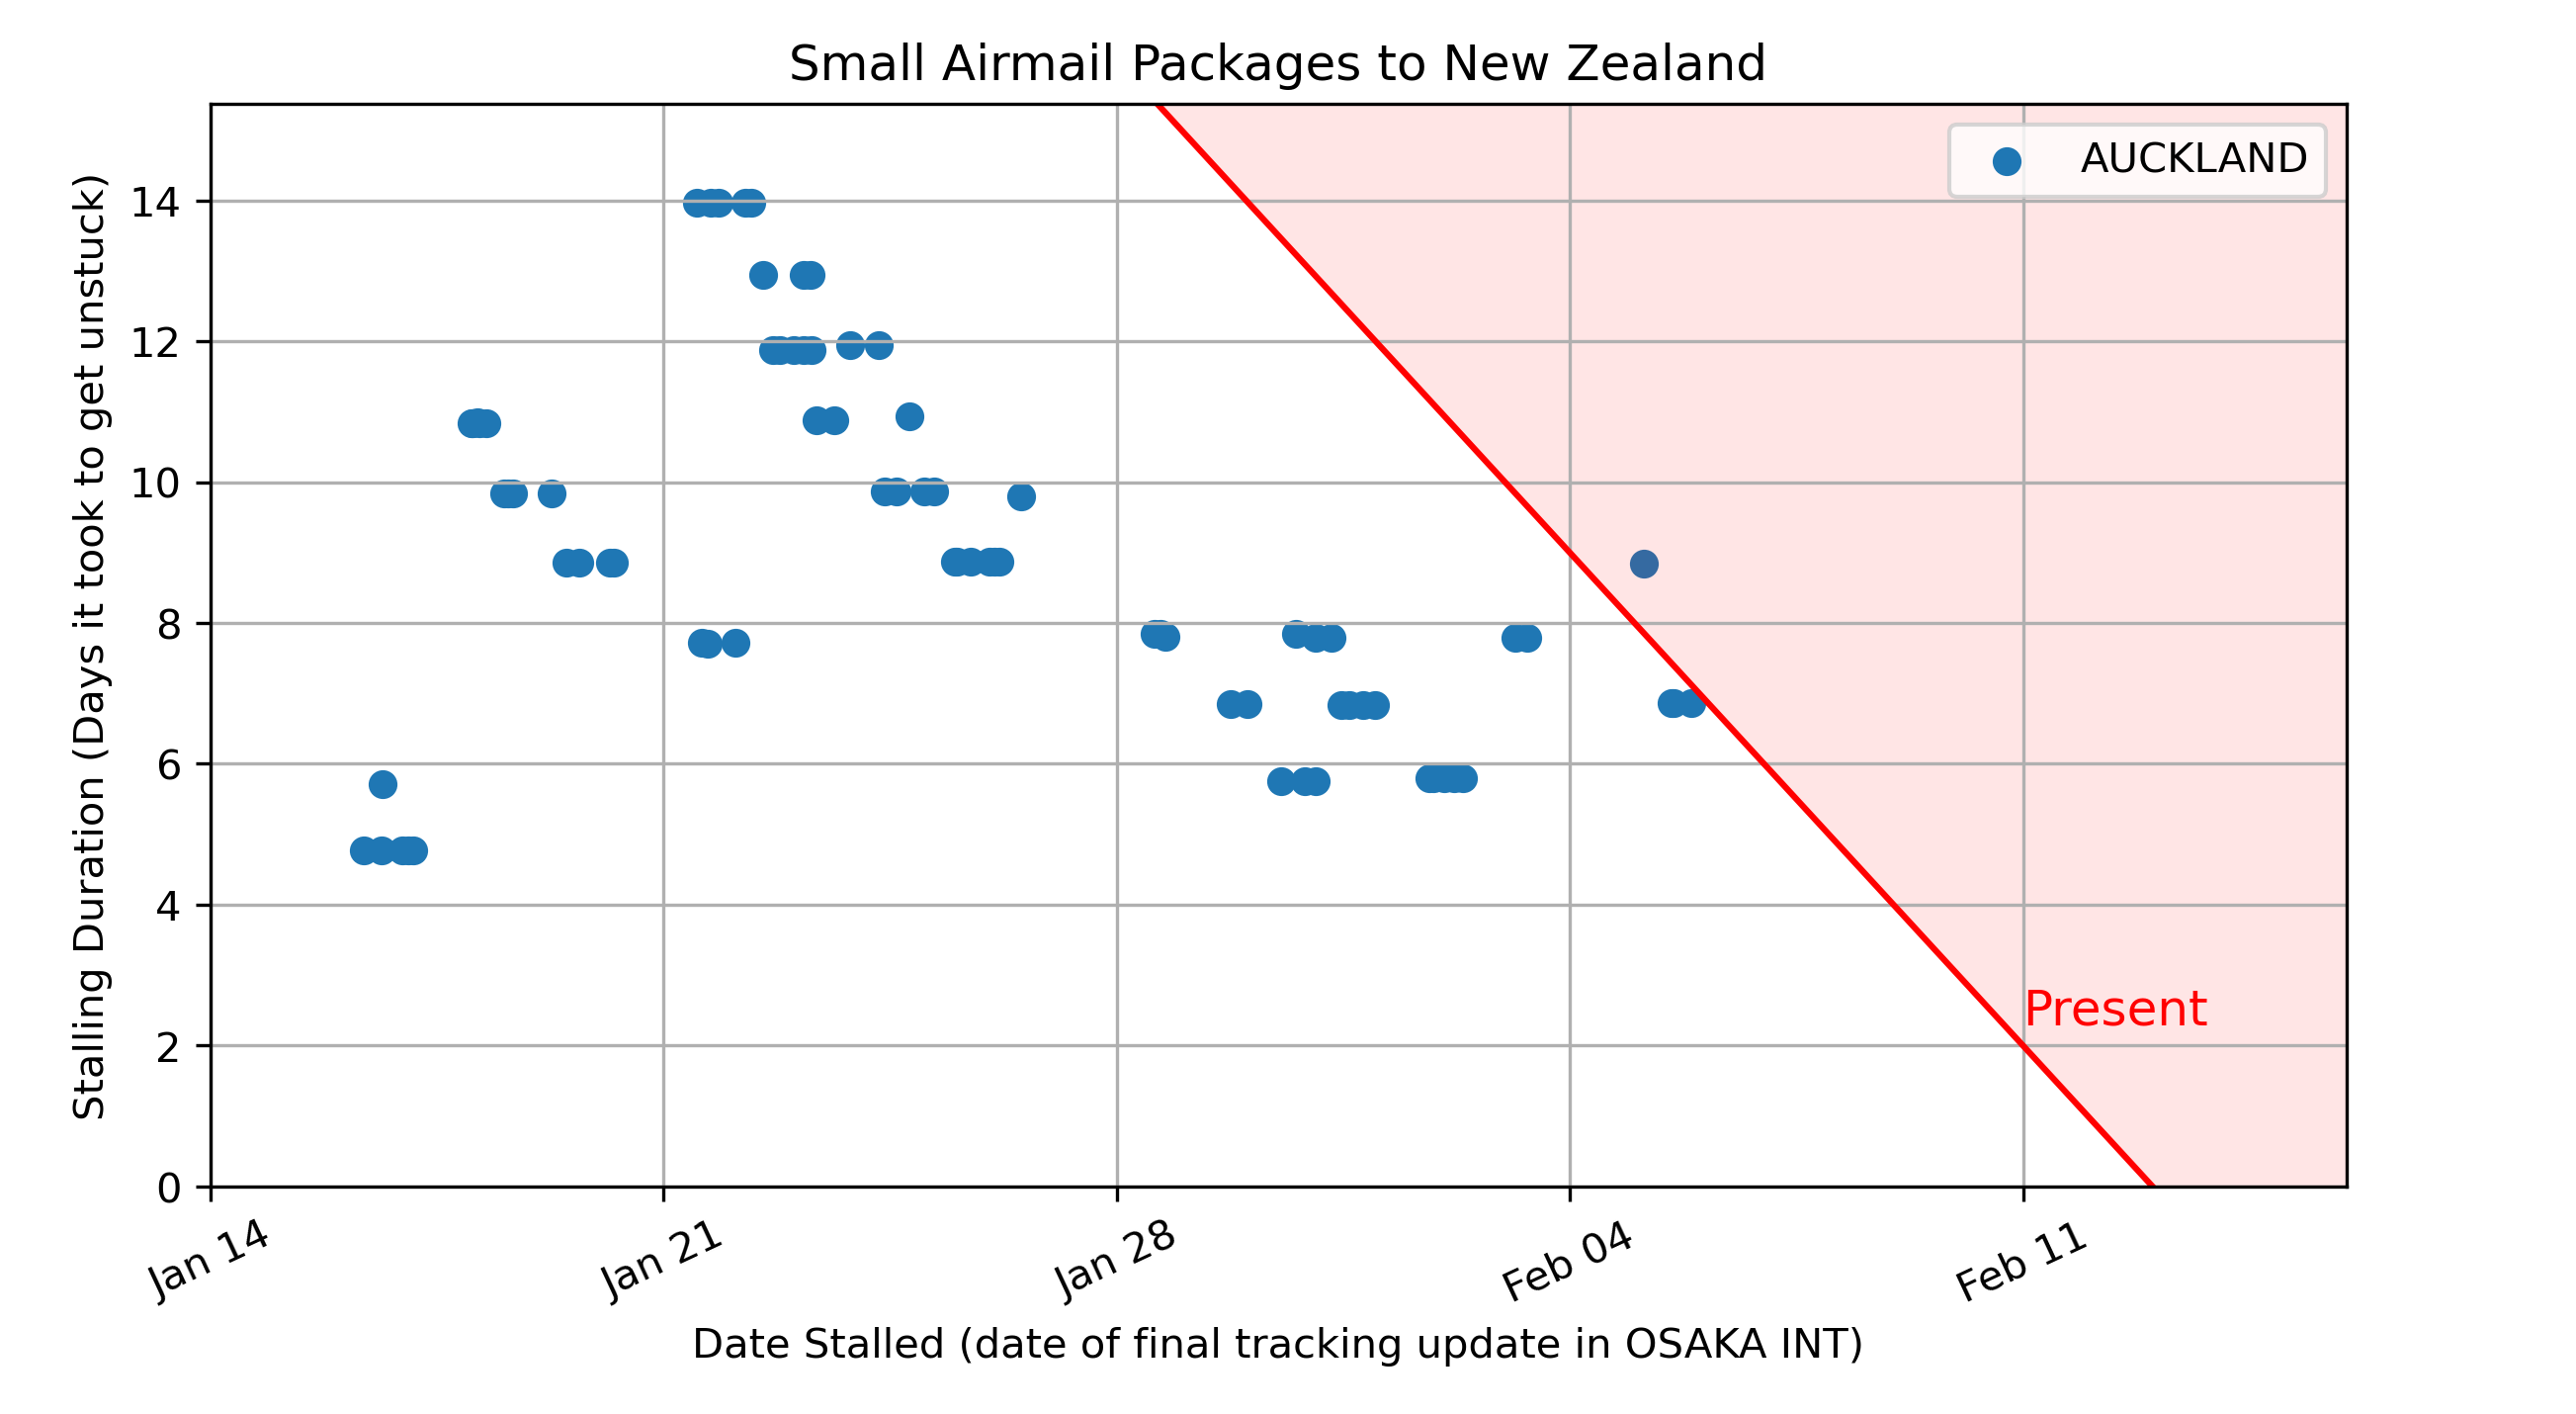 Small Airmail Packages to New Zealand
Stalling Duration (Days it took to get unstuck)
14
12
10
8
6
4
2
0
AUCKLAND
Present
Jan 14
Jan 21
Jan 28
Feb 04
Feb 11
Date Stalled (date of final tracking update in OSAKA INT)